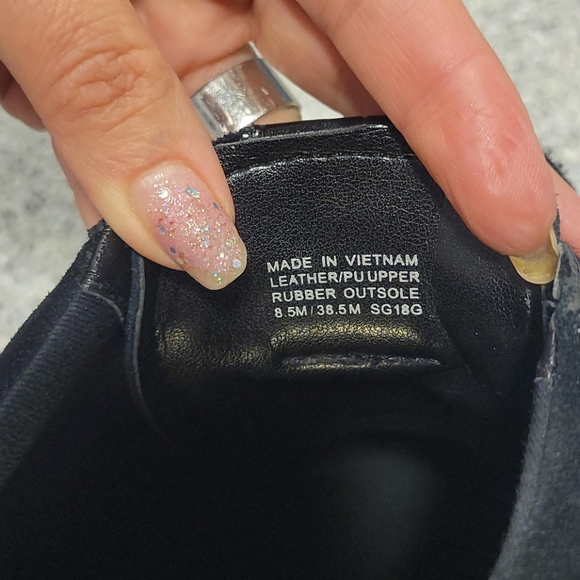 MADE IN VIETNAM
LEATHER/PU UPPER
RUBBER OUTSOLE
8.5M/38.5M SG18G